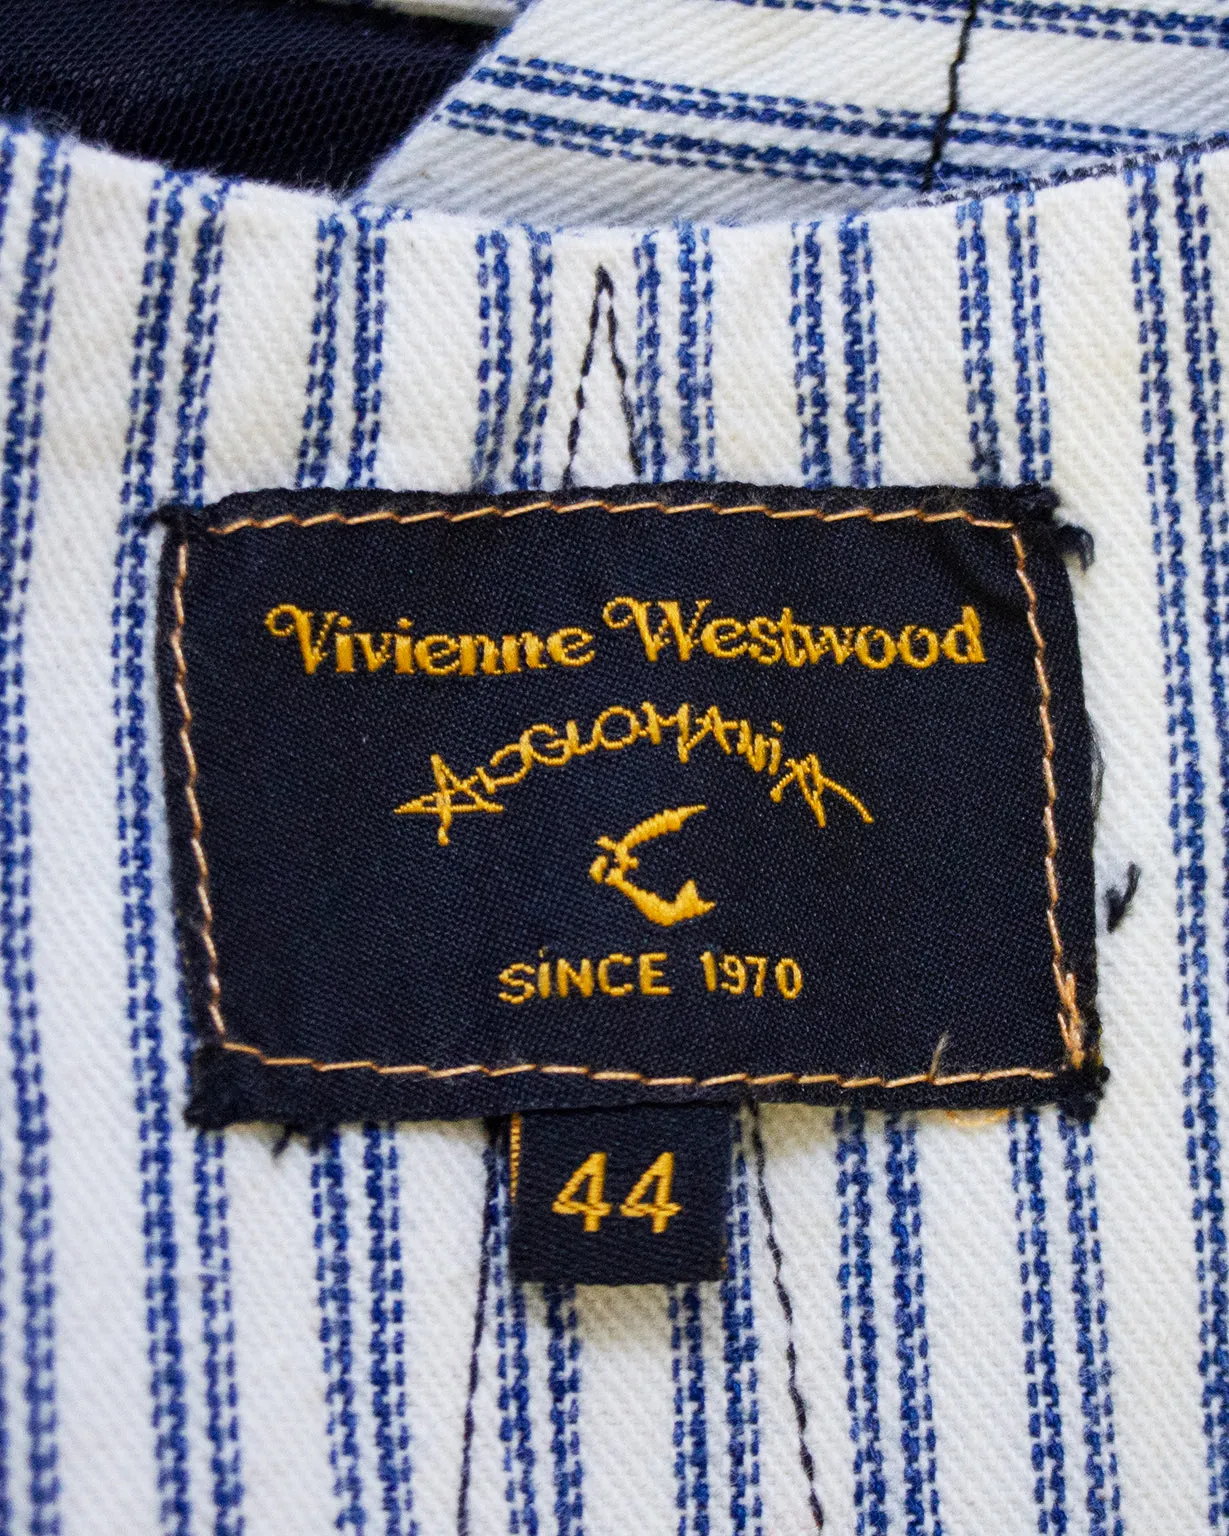 Vivienne Westwood
ANGLOMANiA
SiNCE 1970
44